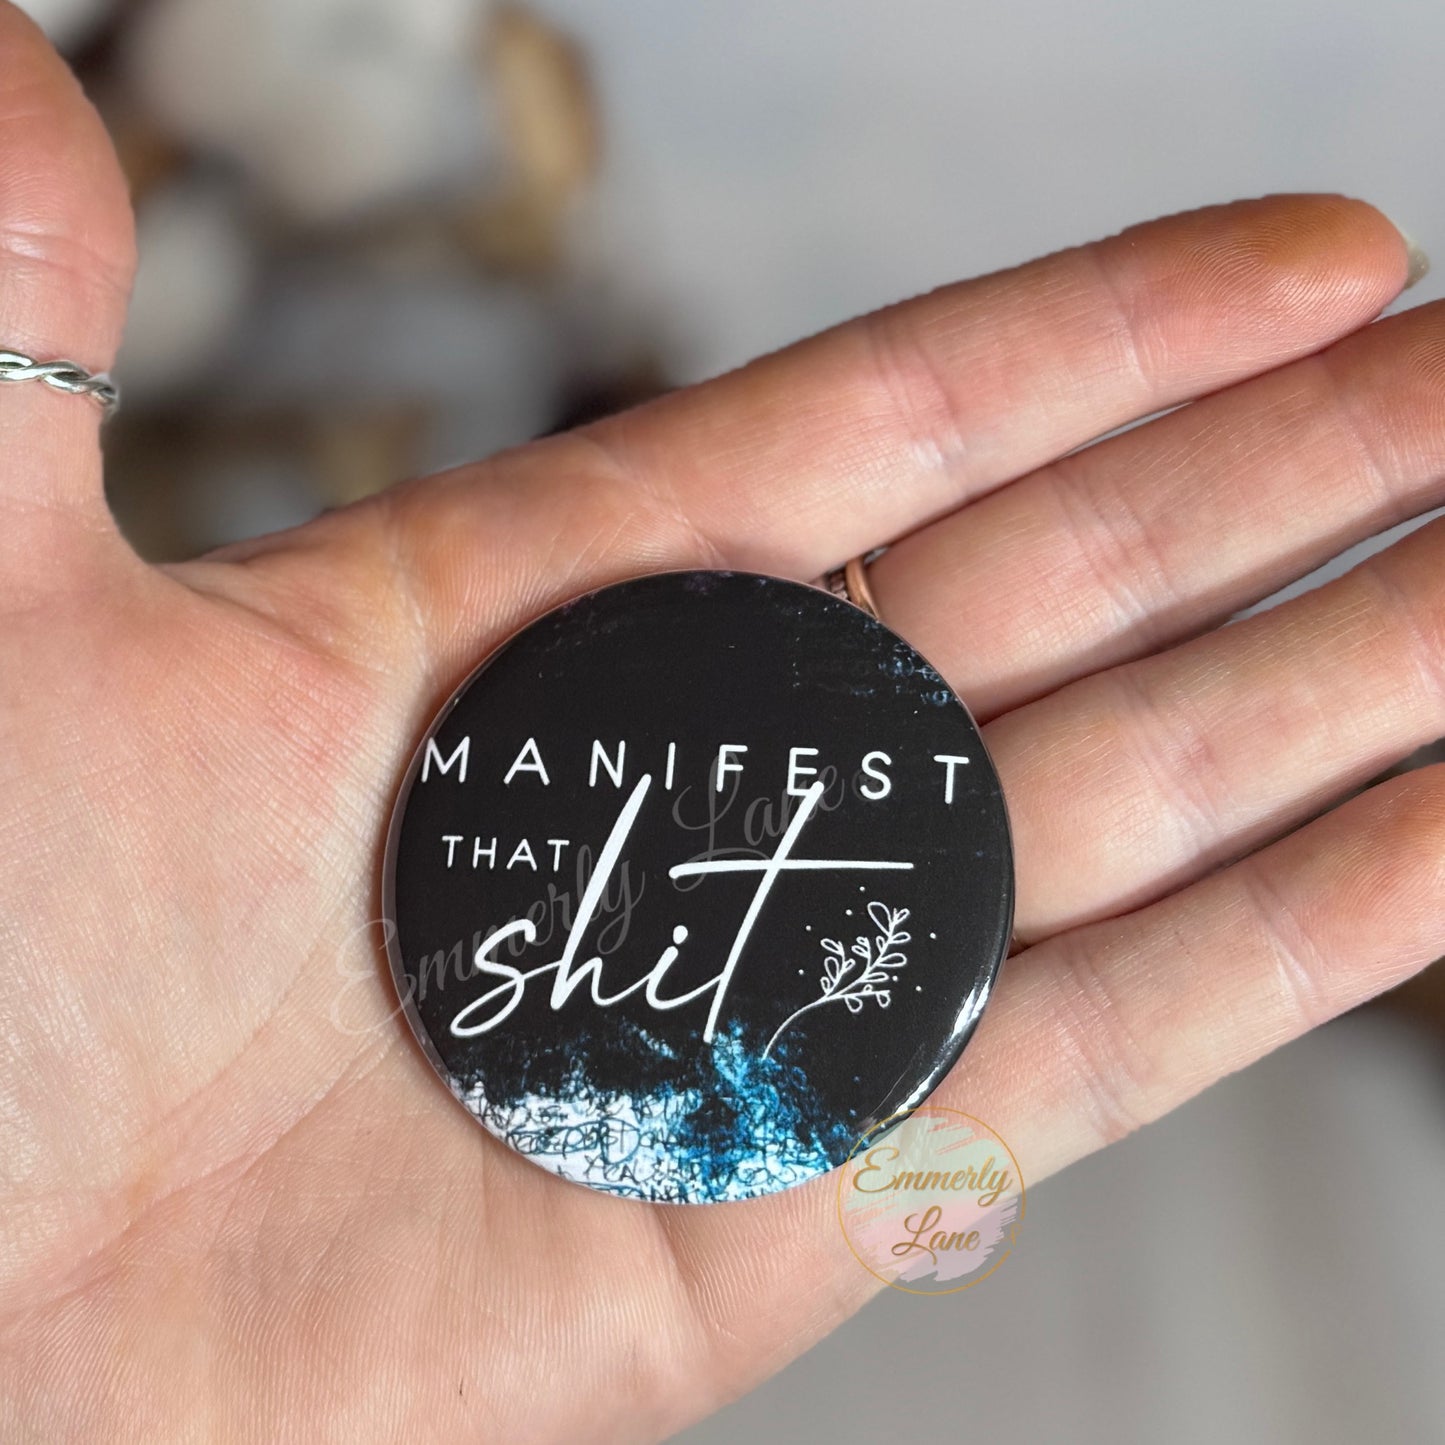 MANIFEST
THAT
shit
Emmerly Lane
Emmerly
Lane